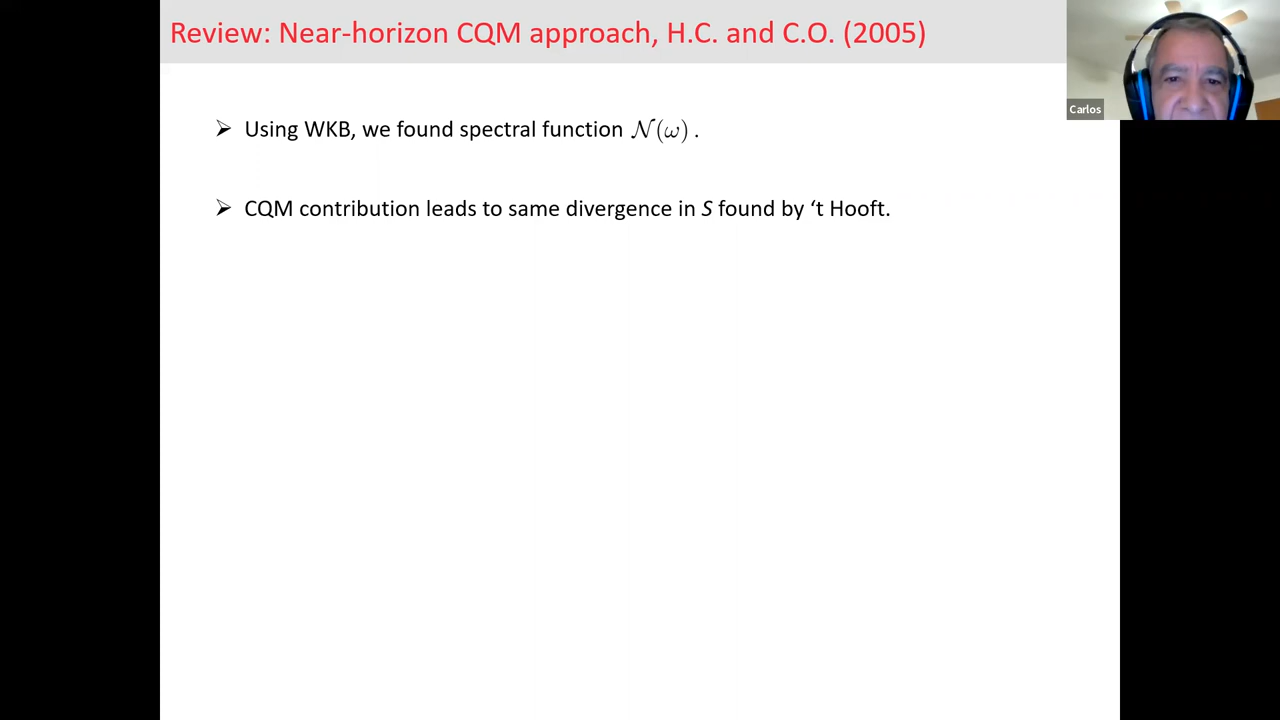 Review: Near-horizon CQM approach, H.C. and C.O. (2005)
Carlos
➢ Using WKB, we found spectral function 𝒩(ω) .
➢ CQM contribution leads to same divergence in S found by ‘t Hooft.